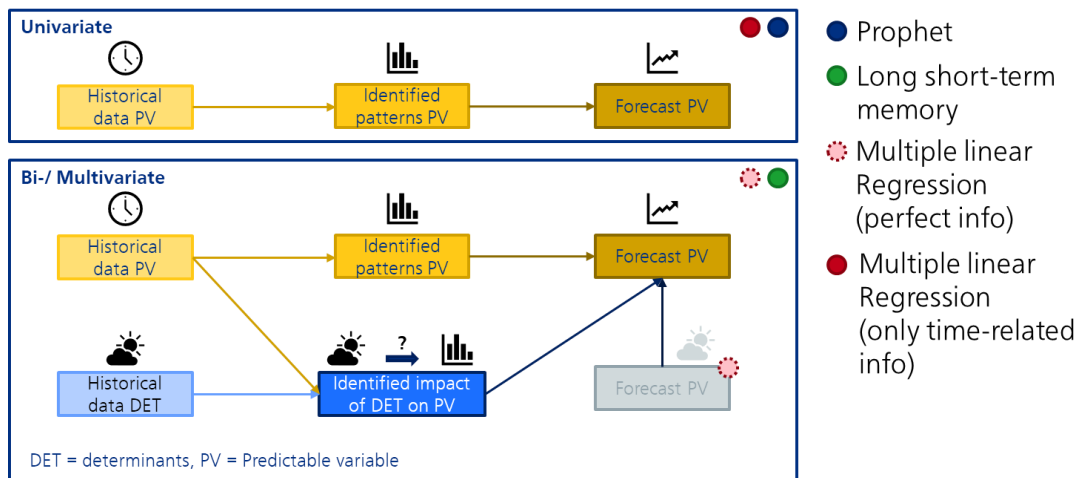 Univariate
Historical
data PV
Identified
patterns PV
Forecast PV
Bi-/ Multivariate
Historical
data PV
Identified
patterns PV
Forecast PV
?
Historical
data DET
Identified impact
of DET on PV
Forecast PV
DET = determinants, PV = Predictable variable
Prophet
Long short-term
memory
Multiple linear
Regression
(perfect info)
Multiple linear
Regression
(only time-related
info)